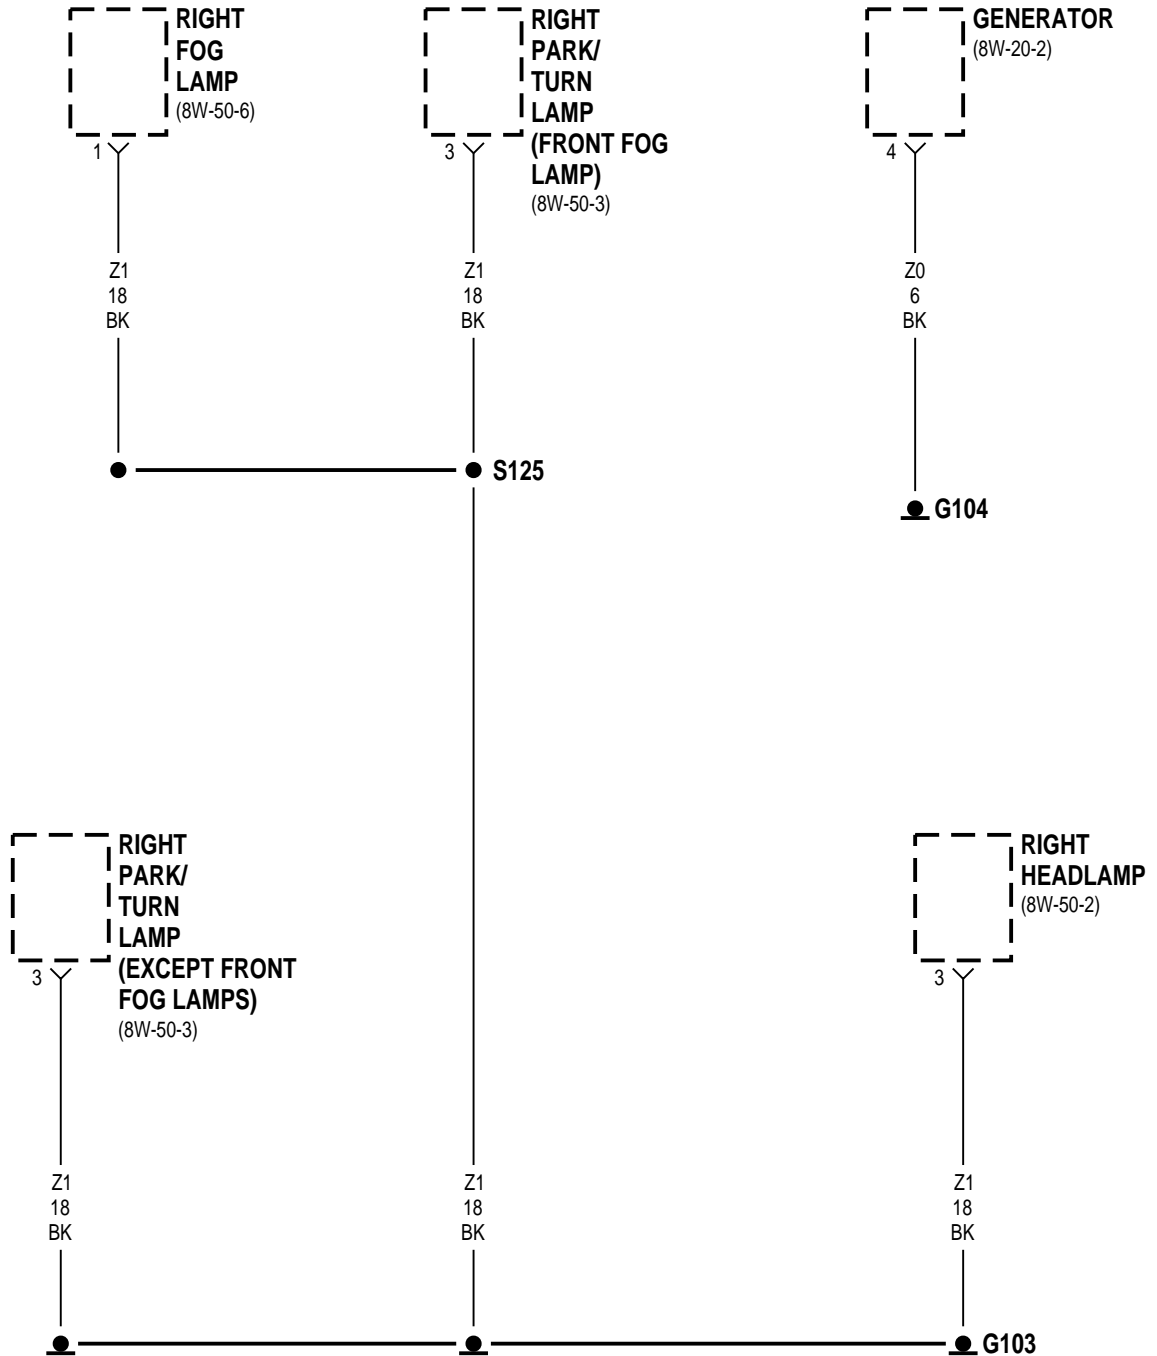 RIGHT
FOG
LAMP
(8W-50-6)
1
RIGHT
PARK/
TURN
LAMP
(FRONT FOG
LAMP)
(8W-50-3)
3
GENERATOR
(8W-20-2)
4
Z1
18
BK
Z1
18
BK
Z0
6
BK
S125
G104
RIGHT
PARK/
TURN
LAMP
(EXCEPT FRONT
FOG LAMPS)
(8W-50-3)
3
RIGHT
HEADLAMP
(8W-50-2)
3
Z1
18
BK
Z1
18
BK
Z1
18
BK
G103